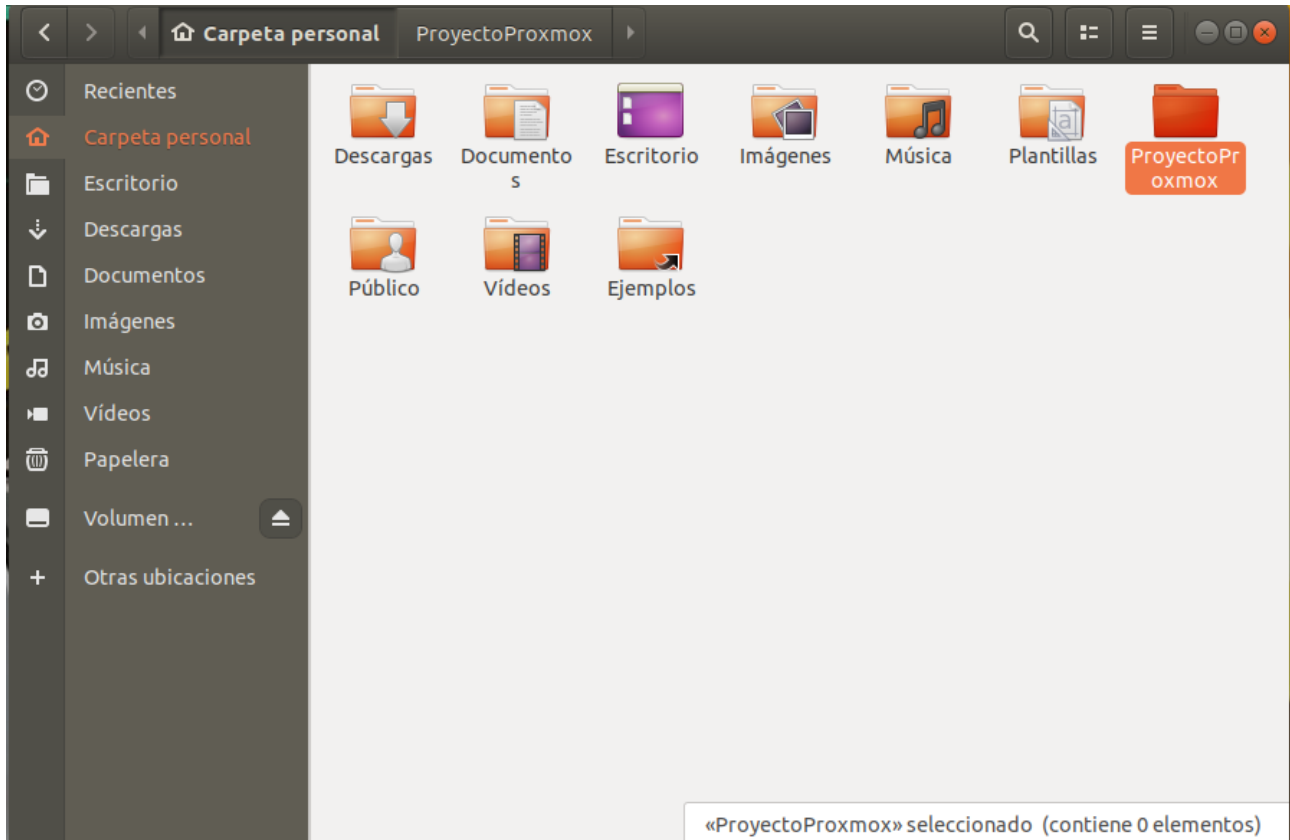 Carpeta personal ProyectoProxmox
Recientes
Carpeta personal
Escritorio
Descargas
Documentos
Imágenes
Música
Vídeos
Papelera
Volumen ...
Otras ubicaciones
Descargas
Documento
s
Escritorio
Imágenes
Música
Plantillas
ProyectoPr
oxmox
Público
Vídeos
Ejemplos
«ProyectoProxmox» seleccionado (contiene 0 elementos)